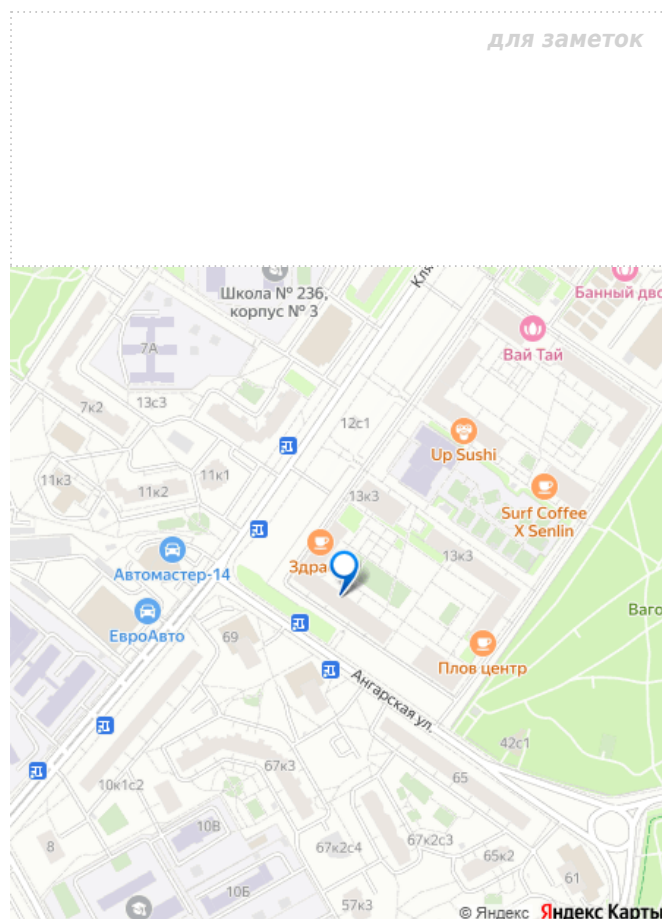 для заметок
Кля
Школа № 236,
корпус № 3
Банный дво
Вай Тай
7А
7к2
13с3
12с1
Up Sushi
11к3
11к2
11к1
13к3
Surf Coffee
X Senlin
Здра
13к3
Автомастер-14
ЕвроАвто
69
Ваго
Плов центр
Ангарская ул.
42с1
67к3
65
10к1с2
10В
8
67к2с4
67к2с3
65к2
61
10Б
57к3
© Яндекс Яндекс Карты